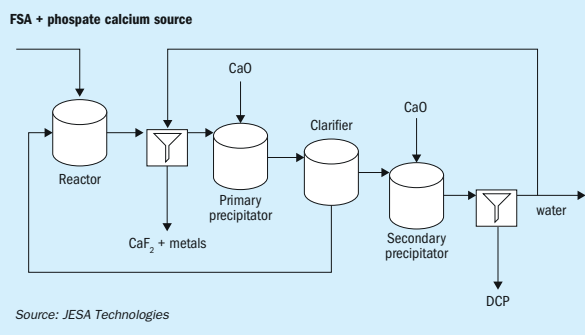 FSA + phospate calcium source
CaO
CaO
Clarifier
Reactor
Primary
precipitator
water
CaF2 + metals
Secondary
precipitator
DCP
Source: JESA Technologies